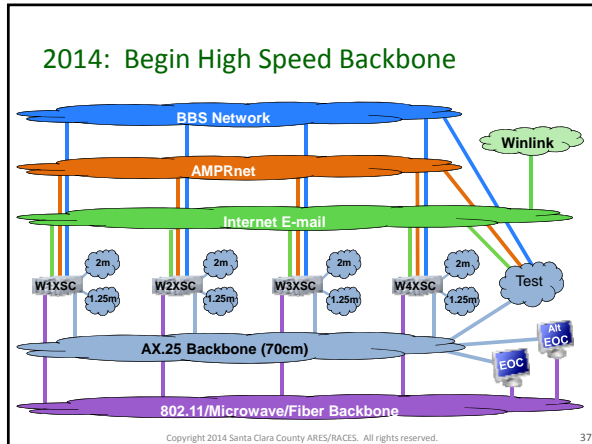 2014: Begin High Speed Backbone
BBS Network
Winlink
AMPRnet
Internet E-mail
2m
2m
2m
2m
W1XSC
W2XSC
W3XSC
W4XSC
Test
1.25m
1.25m
1.25m
1.25m
Alt
EOC
AX.25 Backbone (70cm)
EOC
802.11/Microwave/Fiber Backbone
Copyright 2014 Santa Clara County ARES/RACES. All rights reserved.
37